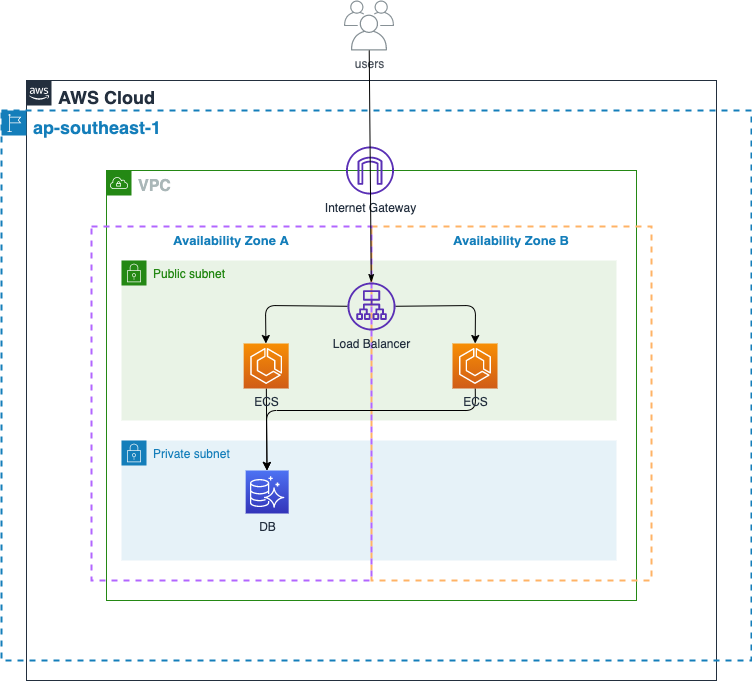 users
aws
AWS Cloud
ap-southeast-1
VPC
Internet Gateway
Availability Zone A
Availability Zone B
Public subnet
Load Balancer
ECS
ECS
Private subnet
DB